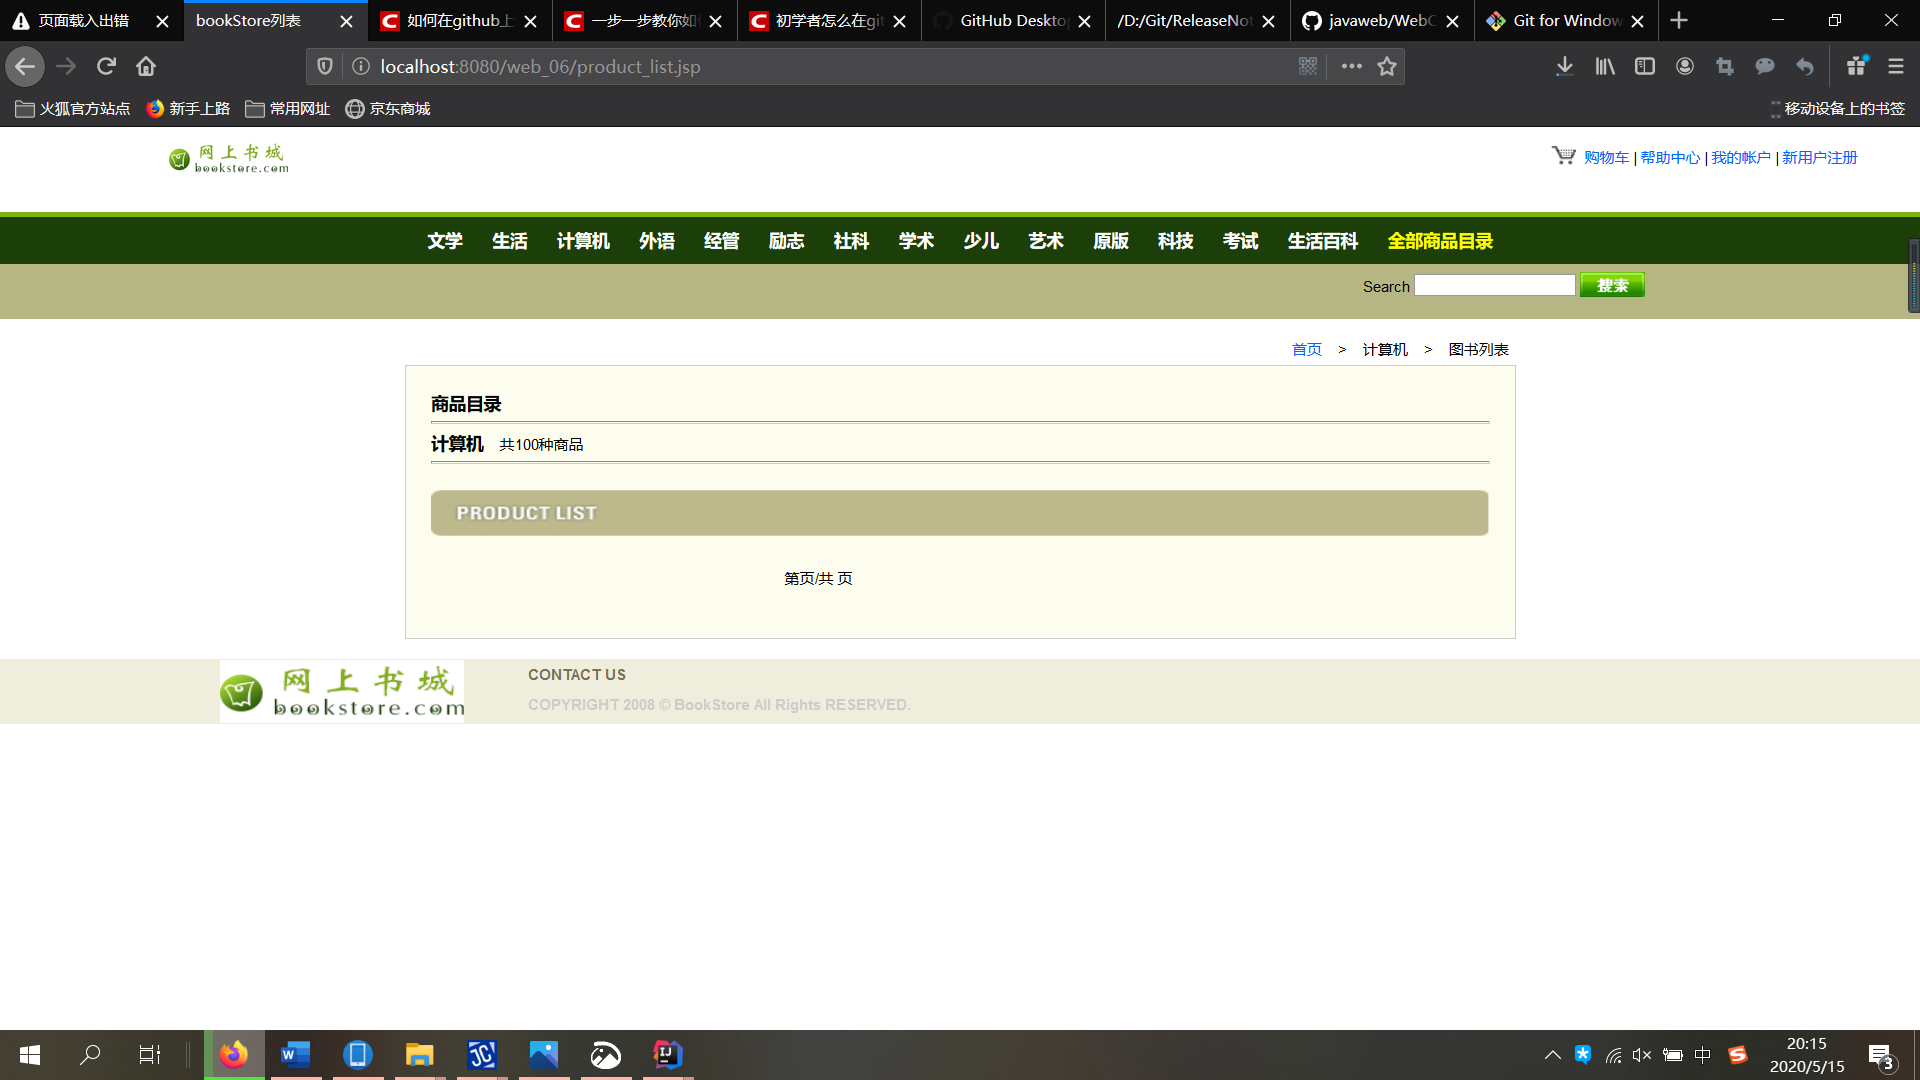 页面载入出错
bookStore列表
如何在github上
一步一步教你如
初学者怎么在git
GitHub Desktop
/D:/Git/ReleaseNot
javaweb/WebC
Git for Window
localhost:8080/web_06/product_list.jsp
火狐官方站点 新手上路 常用网址 京东商城 移动设备上的书签
网上书城
bookstore.com
购物车 | 帮助中心 | 我的帐户 | 新用户注册
文学 生活 计算机 外语 经管 励志 社科 学术 少儿 艺术 原版 科技 考试 生活百科 全部商品目录
Search 搜索
首页 > 计算机 > 图书列表
商品目录
计算机 共100种商品
PRODUCT LIST
第页/共 页
网上书城
bookstore.com
CONTACT US
COPYRIGHT 2008 © BookStore All Rights RESERVED.
中
20:15
2020/5/15
3